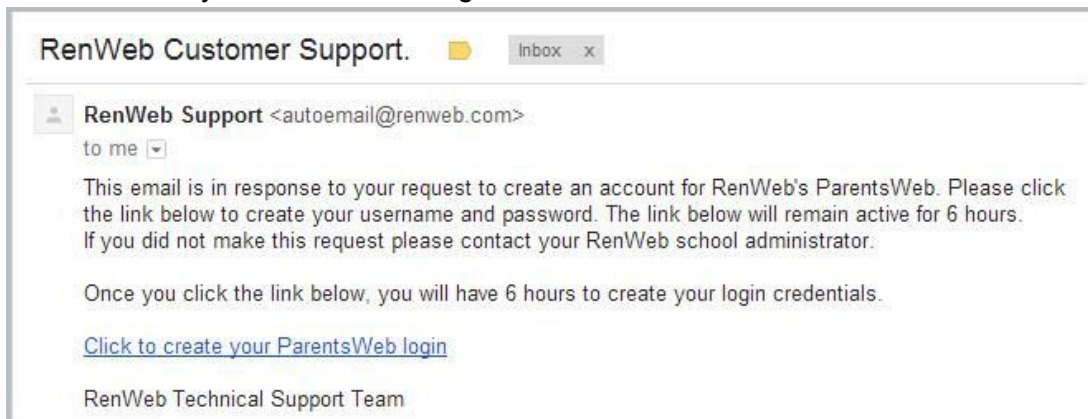 RenWeb Customer Support. Inbox x
RenWeb Support <autoemail@renweb.com>
to me
This email is in response to your request to create an account for RenWeb's ParentsWeb. Please click
the link below to create your username and password. The link below will remain active for 6 hours.
If you did not make this request please contact your RenWeb school administrator.
Once you click the link below, you will have 6 hours to create your login credentials.
Click to create your ParentsWeb login
RenWeb Technical Support Team